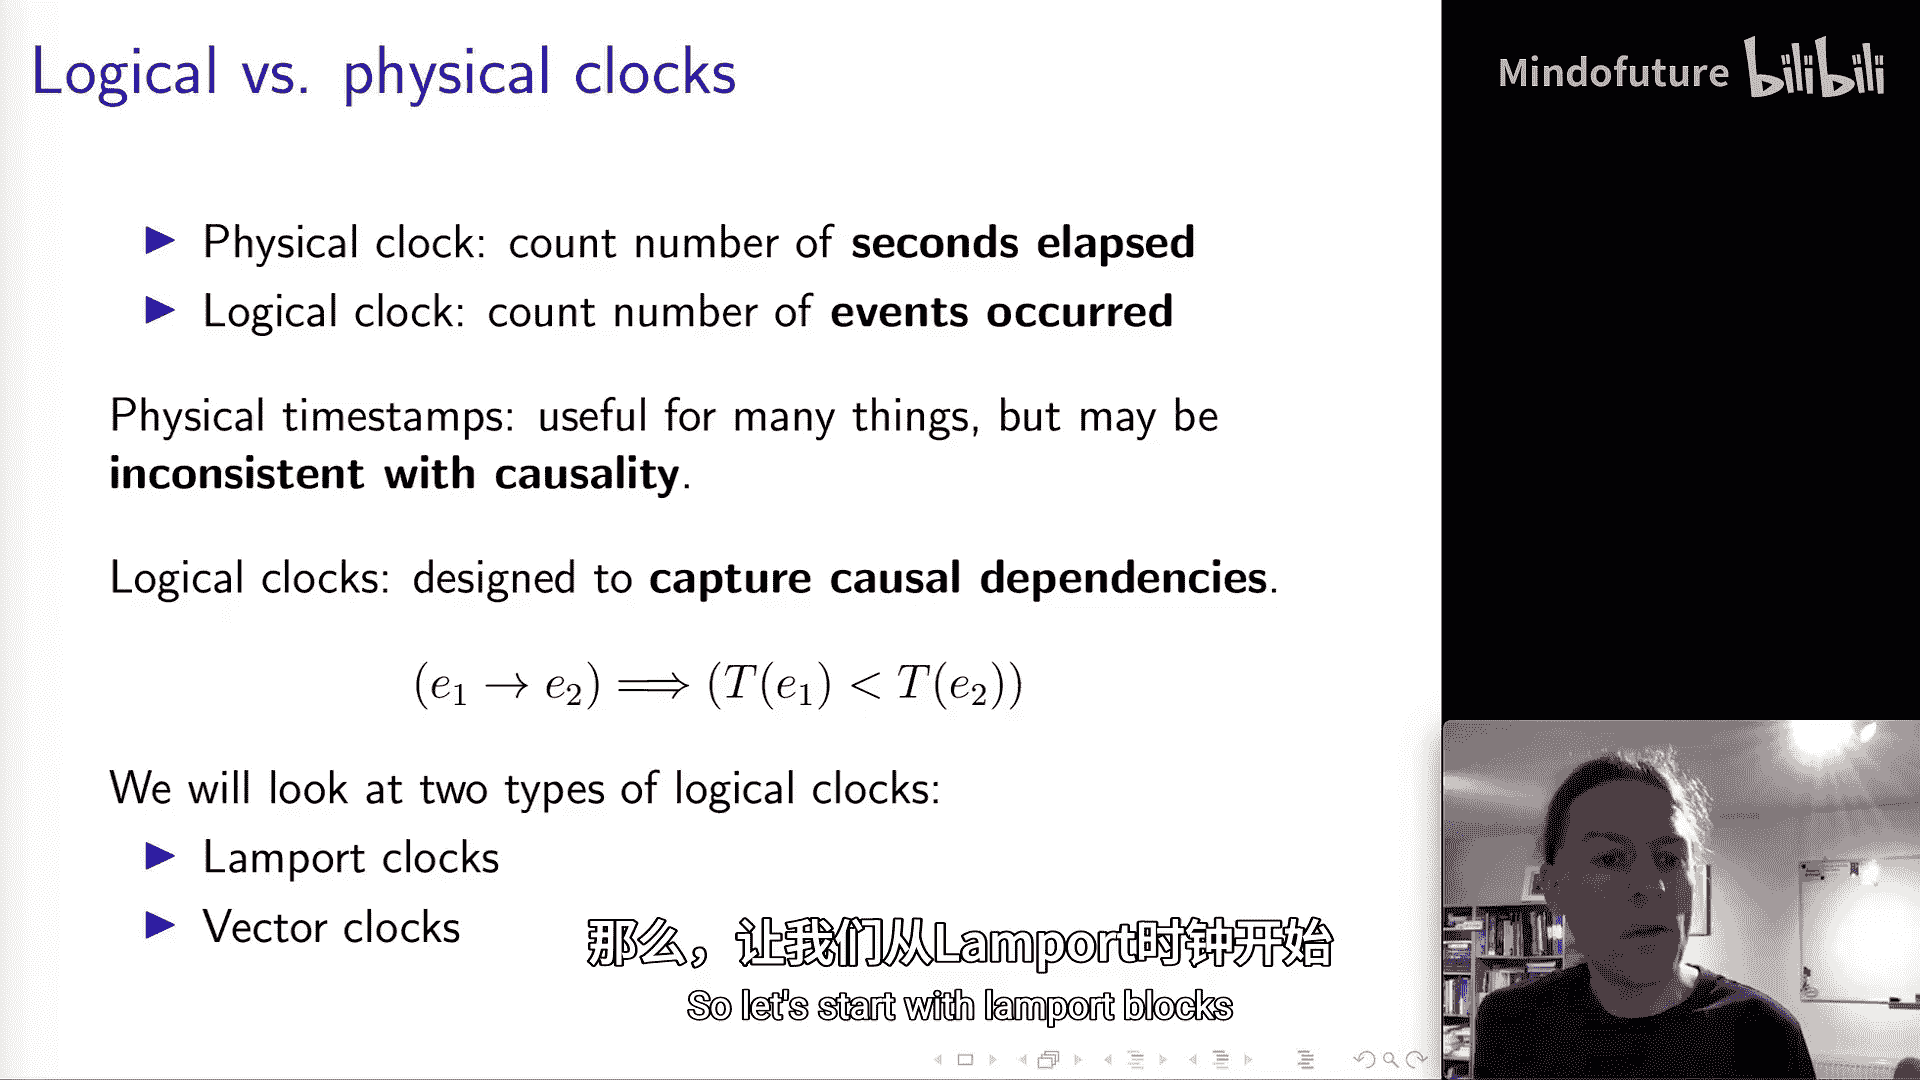 Logical vs. physical clocks
Mindofuture bilibili
▶ Physical clock: count number of seconds elapsed
▶ Logical clock: count number of events occurred
Physical timestamps: useful for many things, but may be
inconsistent with causality.
Logical clocks: designed to capture causal dependencies.
(e₁ → e₂) ⟹ (T(e₁) < T(e₂))
We will look at two types of logical clocks:
▶ Lamport clocks
▶ Vector clocks
那么，让我们从Lamport时钟开始
So let's start with lamport blocks